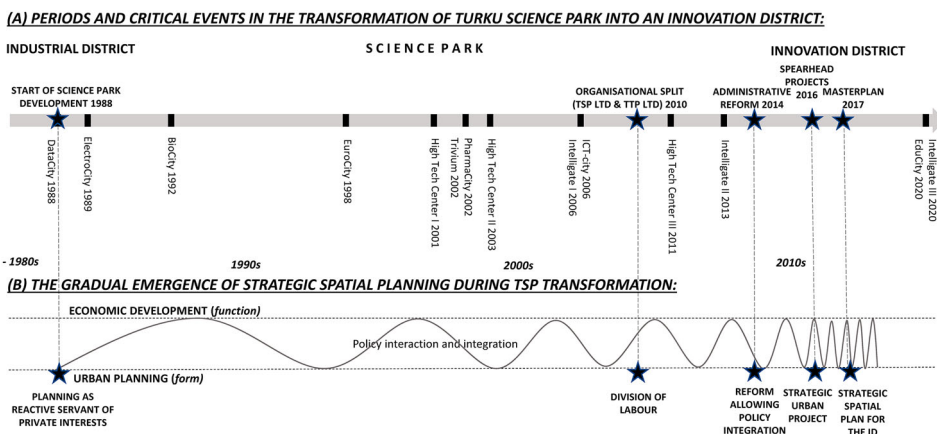 (A) PERIODS AND CRITICAL EVENTS IN THE TRANSFORMATION OF TURKU SCIENCE PARK INTO AN INNOVATION DISTRICT:
INDUSTRIAL DISTRICT
SCIENCE PARK
INNOVATION DISTRICT
START OF SCIENCE PARK
DEVELOPMENT 1988
ORGANISATIONAL SPLIT
(TSP LTD & TTP LTD) 2010
ADMINISTRATIVE
REFORM 2014
SPEARHEAD
PROJECTS
2016
MASTERPLAN
2017
DataCity 1988
ElectroCity 1989
BioCity 1992
EuroCity 1998
High Tech Center I 2001
Trivium 2002
PharmaCity 2002
High Tech Center II 2003
Intelligate I 2006
ICT-city 2006
High Tech Center III 2011
Intelligate II 2013
EduCity 2020
Intelligate III 2020
- 1980s
1990s
2000s
2010s
(B) THE GRADUAL EMERGENCE OF STRATEGIC SPATIAL PLANNING DURING TSP TRANSFORMATION:
ECONOMIC DEVELOPMENT (function)
Policy interaction and integration
URBAN PLANNING (form)
PLANNING AS
REACTIVE SERVANT OF
PRIVATE INTERESTS
DIVISION OF
LABOUR
REFORM
ALLOWING
POLICY
INTEGRATION
STRATEGIC
URBAN
PROJECT
STRATEGIC
SPATIAL
PLAN FOR
THE ID